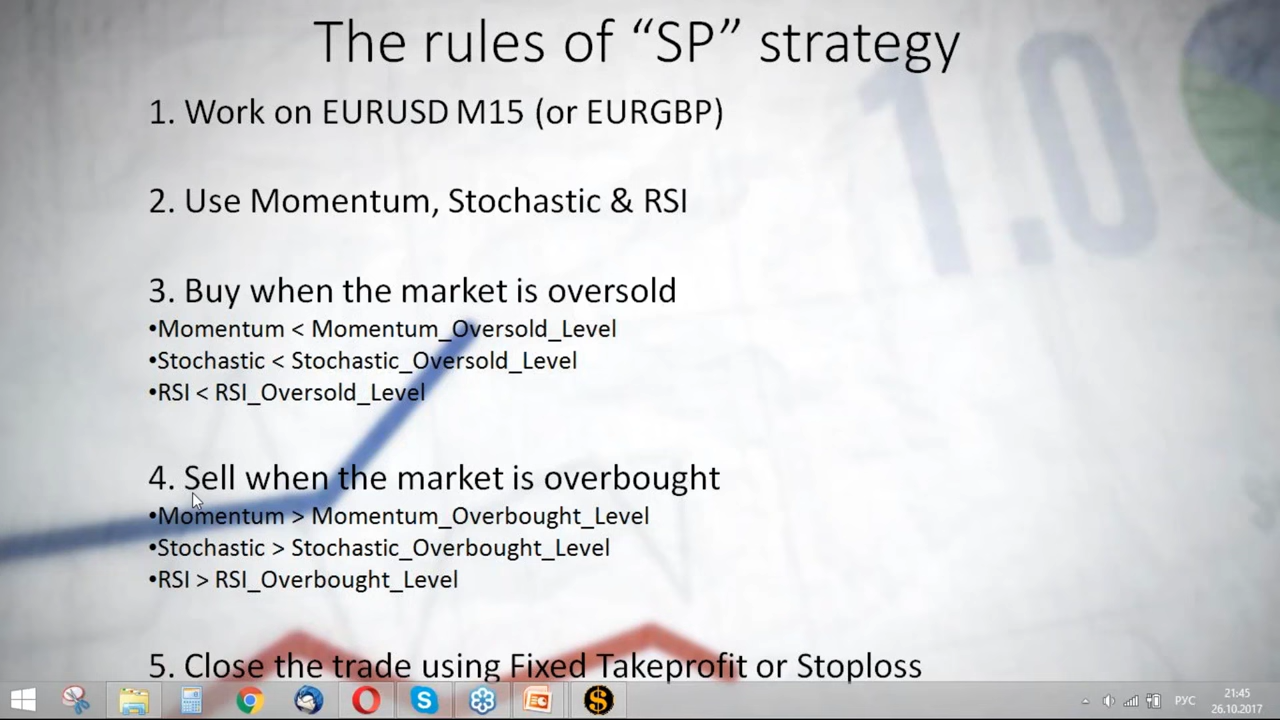 The rules of “SP” strategy
1. Work on EURUSD M15 (or EURGBP)
2. Use Momentum, Stochastic & RSI
3. Buy when the market is oversold
•Momentum < Momentum_Oversold_Level
•Stochastic < Stochastic_Oversold_Level
•RSI < RSI_Oversold_Level
4. Sell when the market is overbought
•Momentum > Momentum_Overbought_Level
•Stochastic > Stochastic_Overbought_Level
•RSI > RSI_Overbought_Level
5. Close the trade using Fixed Takeprofit or Stoploss
1.0
РУС
21:45
26.10.2017